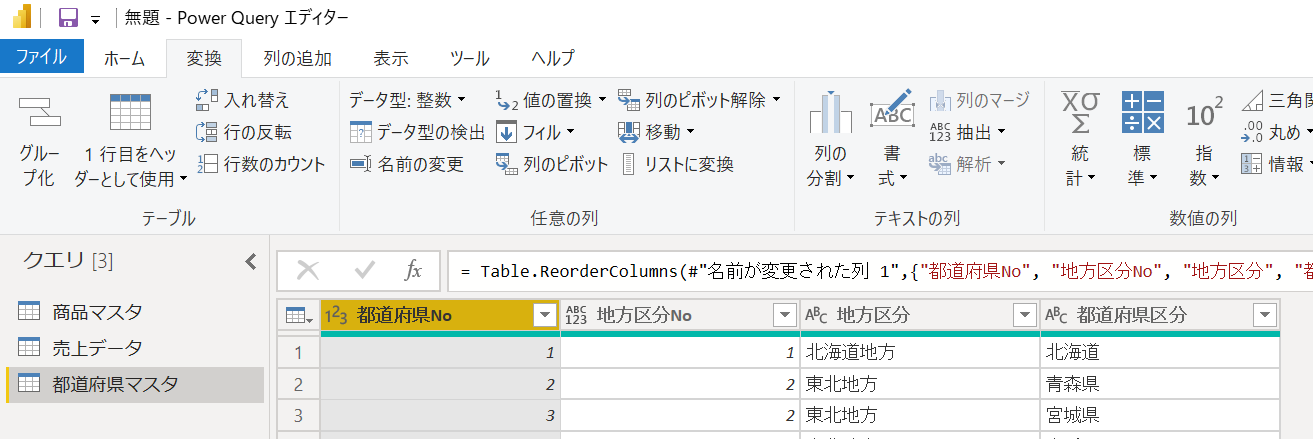 無題 - Power Query エディター
ファイル ホーム 変換 列の追加 表示 ツール ヘルプ
グループ化
1 行目をヘッダーとして使用
入れ替え
行の反転
行数のカウント
テーブル
データ型: 整数
データ型の検出
名前の変更
値の置換
フィル
列のピボット
列のピボット解除
移動
リストに変換
任意の列
列の分割
書式
列のマージ
抽出
解析
テキストの列
統計
標準
指数
丸め
情報
数値の列
クエリ [3]
商品マスタ
売上データ
都道府県マスタ
= Table.ReorderColumns(#"名前が変更された列 1",{"都道府県No", "地方区分No", "地方区分",
都道府県No 地方区分No 地方区分 都道府県区分
1 1 1 北海道地方 北海道
2 2 2 東北地方 青森県
3 3 2 東北地方 宮城県